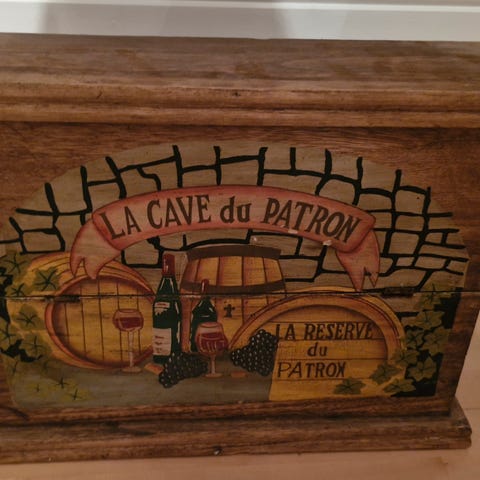 LA CAVE du PATRON
LA RESERVE
du
PATRON